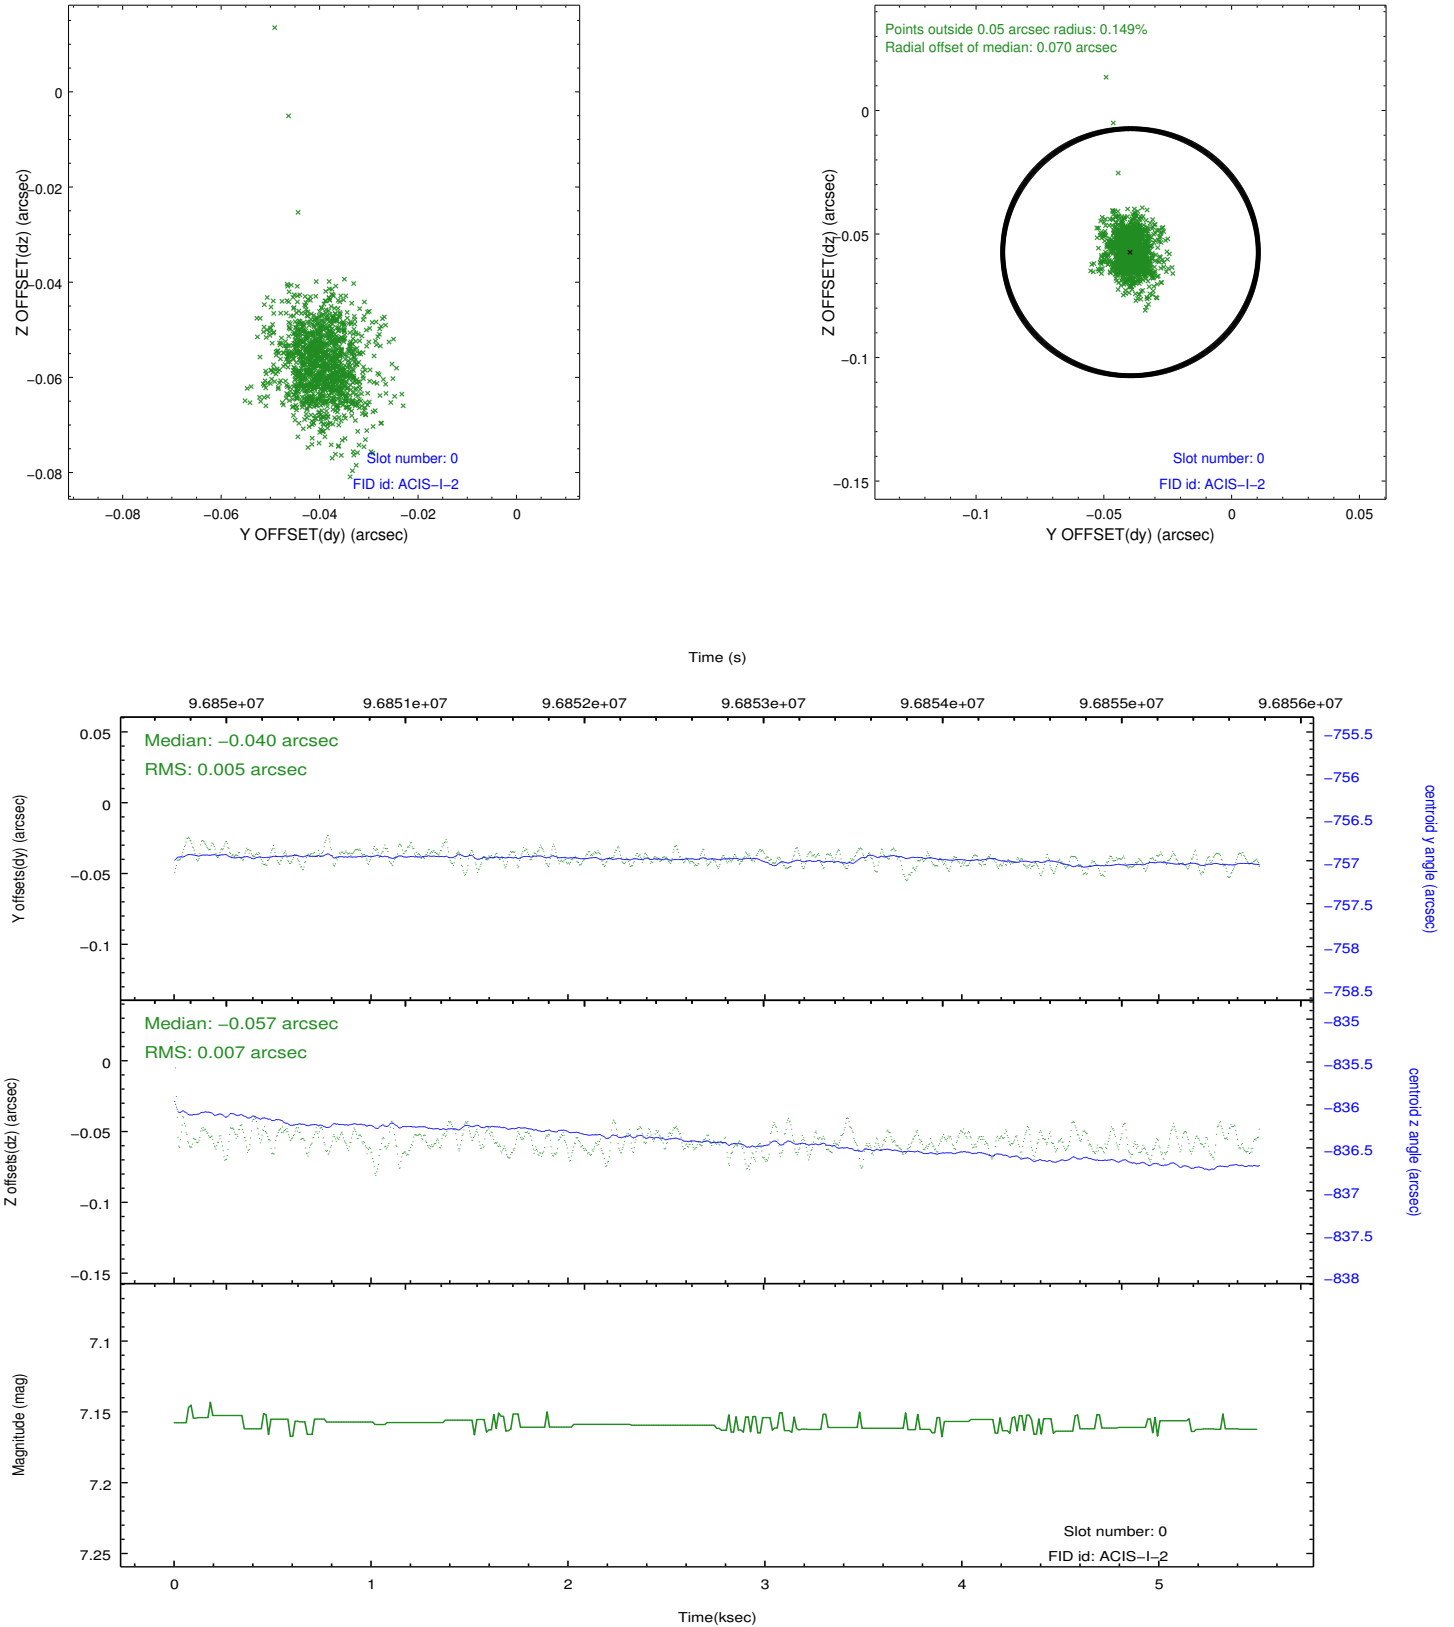 0
−0.02
−0.04
−0.06
−0.08
Z OFFSET(dz) (arcsec)
−0.08
−0.06
−0.04
−0.02
0
Y OFFSET(dy) (arcsec)
Slot number: 0
FID id: ACIS−I−2
Points outside 0.05 arcsec radius: 0.149%
Radial offset of median: 0.070 arcsec
0
−0.05
−0.1
−0.15
Z OFFSET(dz) (arcsec)
−0.1
−0.05
0
0.05
Y OFFSET(dy) (arcsec)
Slot number: 0
FID id: ACIS−I−2
Time (s)
9.685e+07
9.6851e+07
9.6852e+07
9.6853e+07
9.6854e+07
9.6855e+07
9.6856e+07
Median: −0.040 arcsec
RMS: 0.005 arcsec
0.05
0
−0.05
−0.1
Y offsets(dy) (arcsec)
−755.5
−756
−756.5
−757
−757.5
−758
−758.5
centroid y angle (arcsec)
Median: −0.057 arcsec
RMS: 0.007 arcsec
0
−0.05
−0.1
−0.15
Z offsets(dz) (arcsec)
−835
−835.5
−836
−836.5
−837
−837.5
−838
centroid z angle (arcsec)
7.1
7.15
7.2
7.25
Magnitude (mag)
Slot number: 0
FID id: ACIS−I−2
0
1
2
3
4
5
Time(ksec)